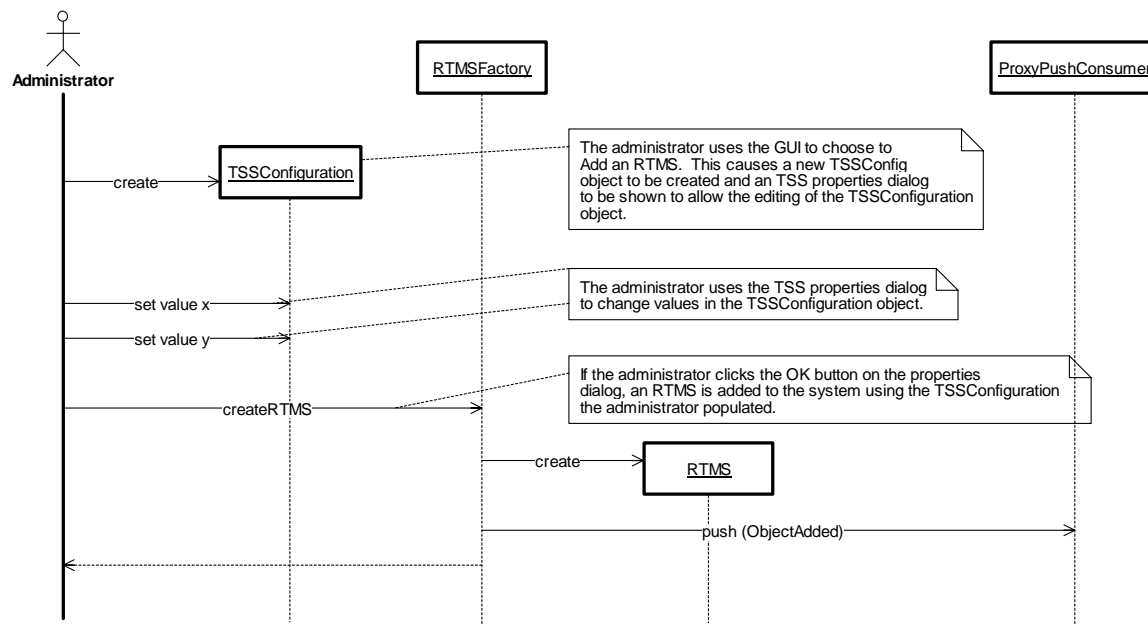 Administrator
RTMSFactory
ProxyPushConsumer
TSSConfiguration
create
The administrator uses the GUI to choose to
Add an RTMS. This causes a new TSSConfig
object to be created and an TSS properties dialog
to be shown to allow the editing of the TSSConfiguration
object.
set value x
The administrator uses the TSS properties dialog
to change values in the TSSConfiguration object.
set value y
If the administrator clicks the OK button on the properties
dialog, an RTMS is added to the system using the TSSConfiguration
the administrator populated.
createRTMS
create
RTMS
push (ObjectAdded)